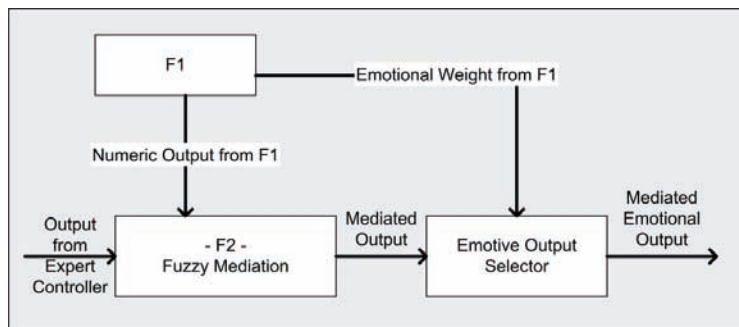 F1
Emotional Weight from F1
Numeric Output from F1
Output
from
Expert
Controller
- F2 -
Fuzzy Mediation
Mediated
Output
Emotive Output
Selector
Mediated
Emotional
Output